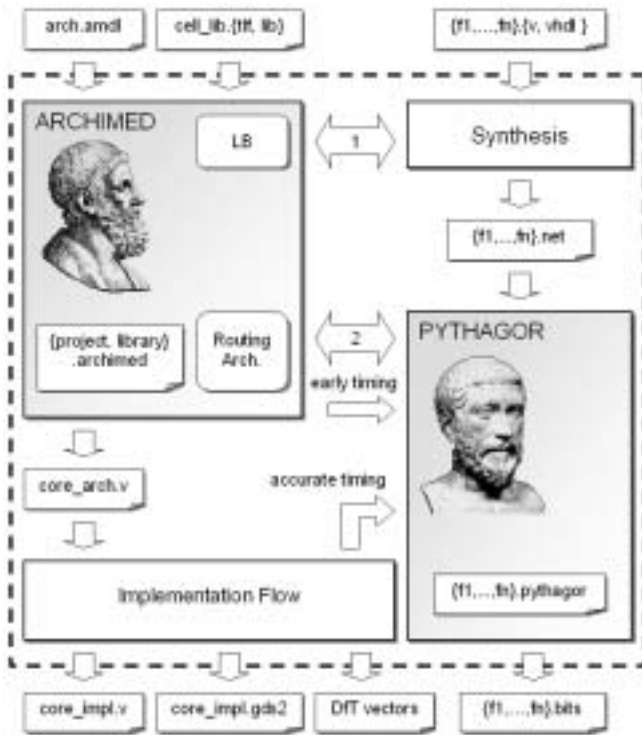 arch.amdl
cell_lib.{tlf, lib}
{f1,...,fn}.{v, vhdl }
ARCHIMED
LB
1
Synthesis
{f1,...,fn}.net
{project, library}
.archimed
Routing
Arch.
2
early timing
PYTHAGOR
core_arch.v
accurate timing
Implementation Flow
{f1,...,fn}.pythagor
core_impl.v
core_impl.gds2
DfT vectors
{f1,...,fn}.bits